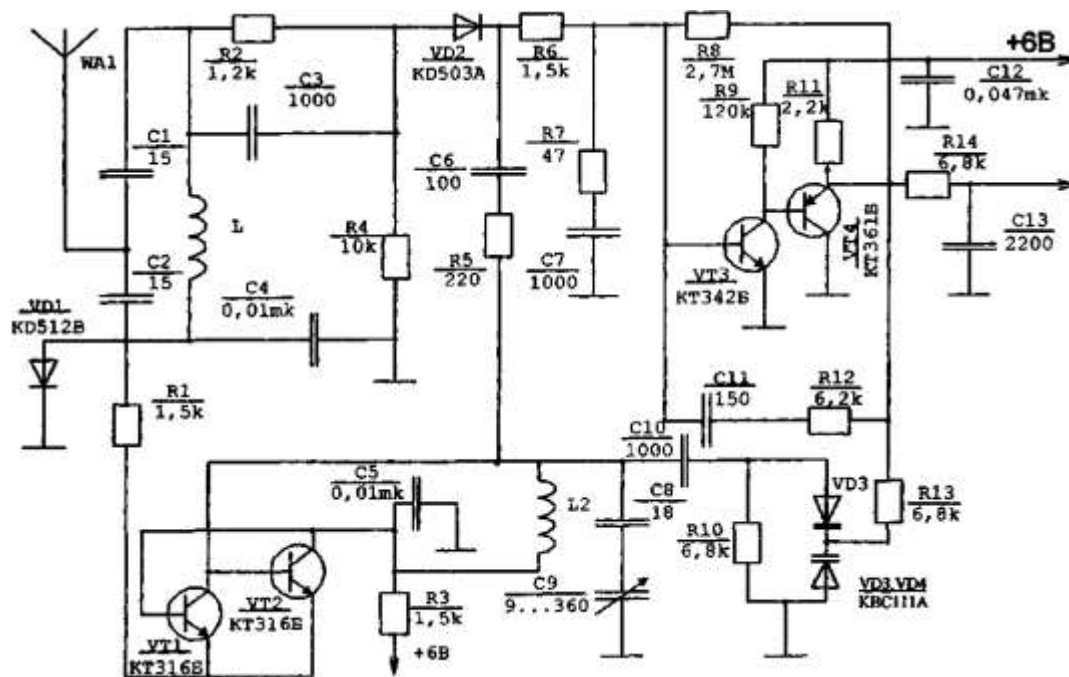 WA1
R2
1,2k
C3
1000
VD2
KD503A
R6
1,5k
R8
2,7M
+6B
C12
0,047mk
R9
120k
R11
2,2k
C1
15
C6
100
R7
47
R14
6,8k
L
R4
10k
R5
220
C7
1000
VT3
KT342B
VT4
KT361B
C13
2200
C2
15
C4
0,01mk
VD1
KD512B
R1
1,5k
C11
150
R12
6,2k
C10
1000
C5
0,01mk
L2
C8
18
VD3
R13
6,8k
R10
6,8k
C9
9...360
VD3,VD4
KBC111A
R3
1,5k
+6B
VT2
KT316B
VT1
KT316B